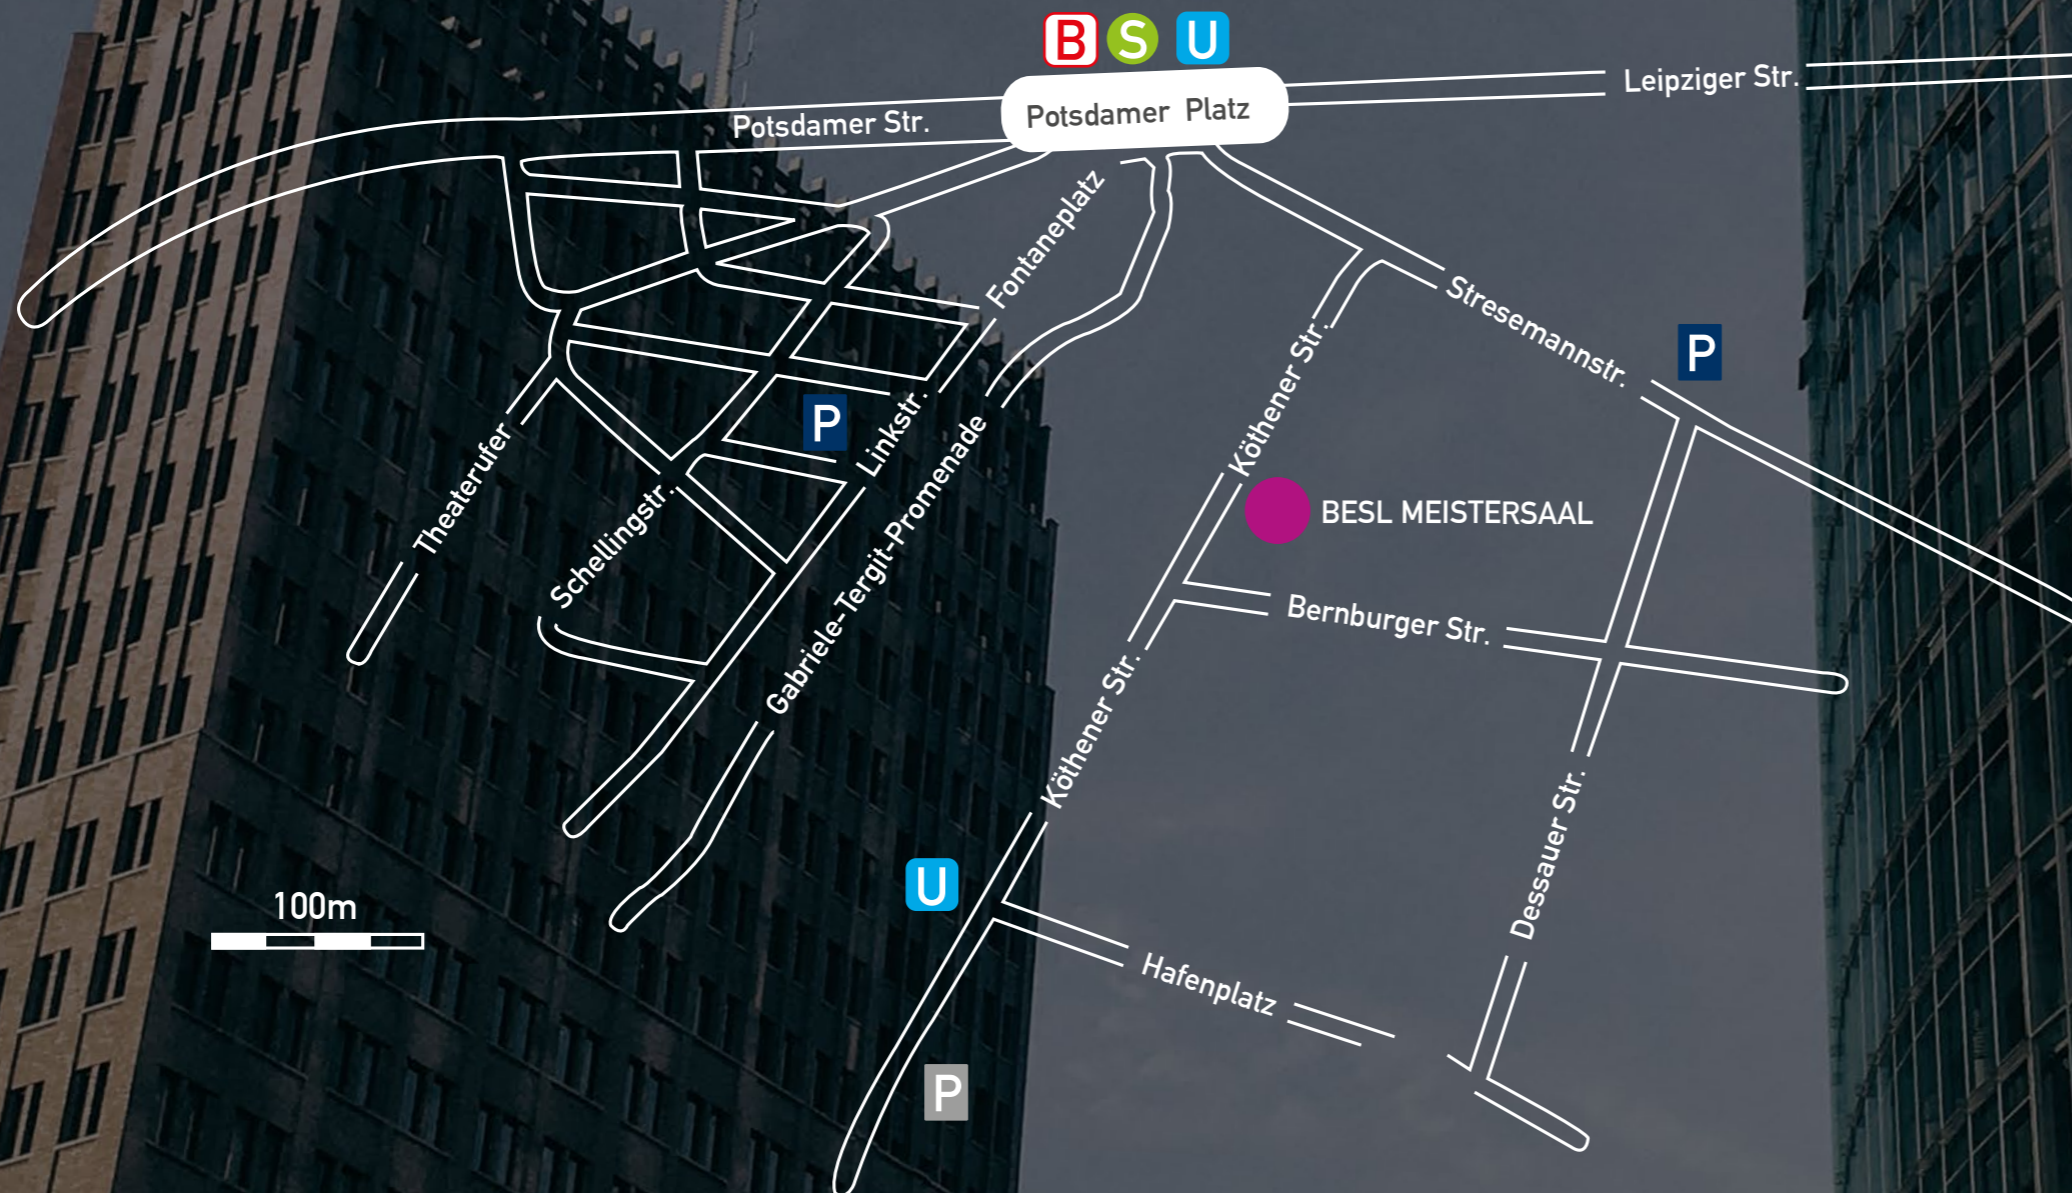 B S U
Potsdamer Platz
Leipziger Str.
Potsdamer Str.
Fontaneplatz
Stresemannstr.
P
Köthener Str.
P
Linkstr.
Theaterufer
Schellingstr.
Gabriele-Tergit-Promenade
BESL MEISTERSAAL
Bernburger Str.
Köthener Str.
Dessauer Str.
U
100m
Hafenplatz
P